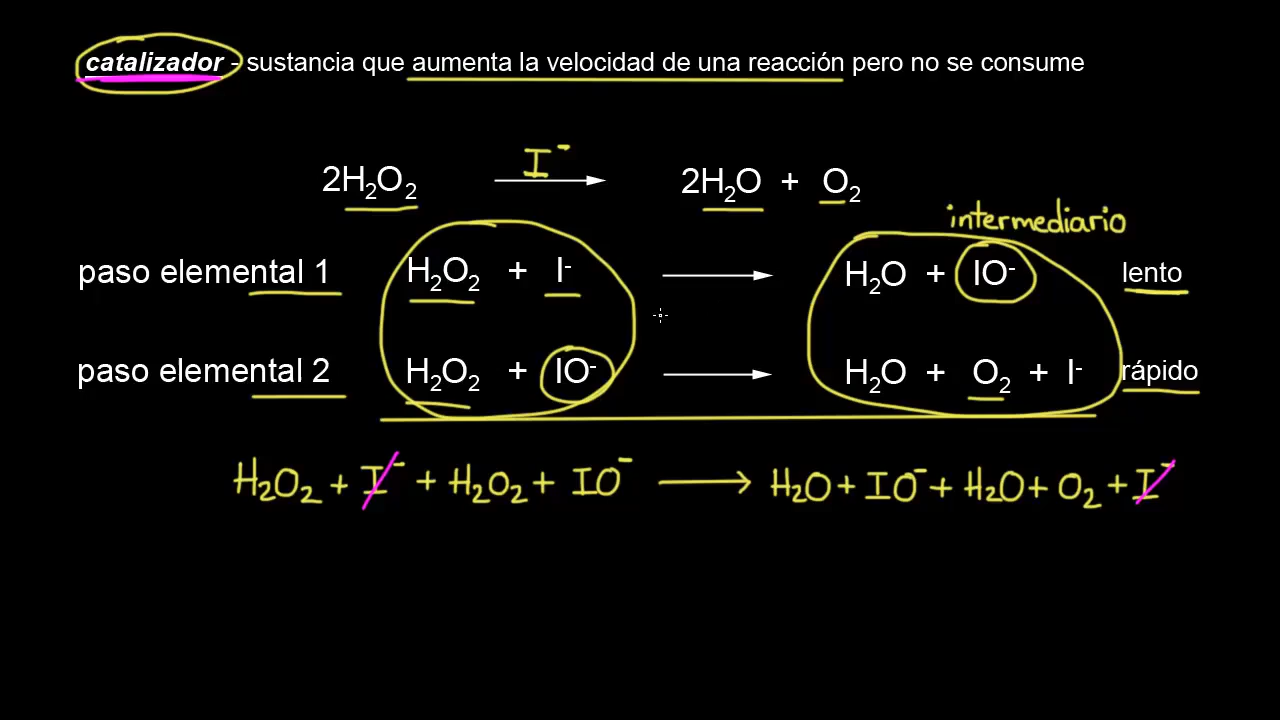 catalizador - sustancia que aumenta la velocidad de una reacción pero no se consume
I⁻
2H₂O₂ → 2H₂O + O₂
intermediario
paso elemental 1 H₂O₂ + I⁻ → H₂O + IO⁻ lento
paso elemental 2 H₂O₂ + IO⁻ → H₂O + O₂ + I⁻ rápido
H₂O₂ + I⁻ + H₂O₂ + IO⁻ → H₂O + IO⁻ + H₂O + O₂ + I⁻